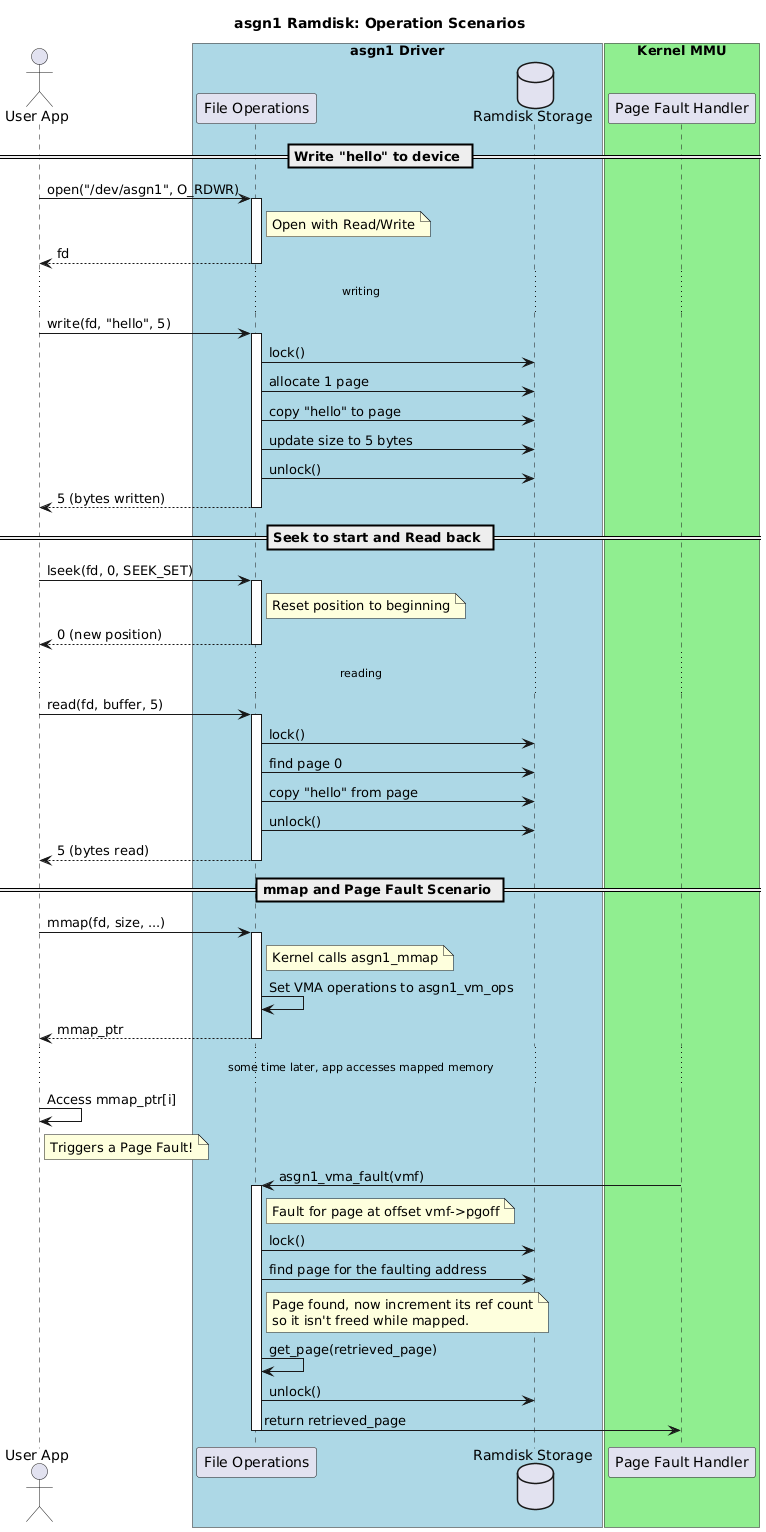 asgn1 Ramdisk: Operation Scenarios
asgn1 Driver
Kernel MMU
User App
File Operations
Ramdisk Storage
Page Fault Handler
Write "hello" to device
open("/dev/asgn1", O_RDWR)
Open with Read/Write
fd
writing
write(fd, "hello", 5)
lock()
allocate 1 page
copy "hello" to page
update size to 5 bytes
unlock()
5 (bytes written)
Seek to start and Read back
lseek(fd, 0, SEEK_SET)
Reset position to beginning
0 (new position)
reading
read(fd, buffer, 5)
lock()
find page 0
copy "hello" from page
unlock()
5 (bytes read)
mmap and Page Fault Scenario
mmap(fd, size, ...)
Kernel calls asgn1_mmap
Set VMA operations to asgn1_vm_ops
mmap_ptr
some time later, app accesses mapped memory
Access mmap_ptr[i]
Triggers a Page Fault!
asgn1_vma_fault(vmf)
Fault for page at offset vmf->pgoff
lock()
find page for the faulting address
Page found, now increment its ref count
so it isn't freed while mapped.
get_page(retrieved_page)
unlock()
return retrieved_page
User App
File Operations
Ramdisk Storage
Page Fault Handler